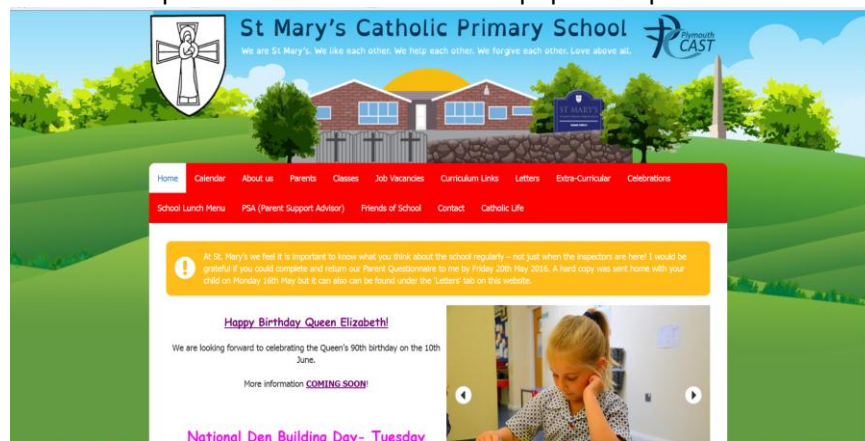 St Mary's Catholic Primary School
We are St Mary's. We like each other. We help each other. We forgive each other. Love above all.
Plymouth
CAST
ST MARY'S
Home Calendar About us Parents Classes Job Vacancies Curriculum Links Letters Extra-Curricular Celebrations
School Lunch Menu PSA (Parent Support Advisor) Friends of School Contact Catholic Life
At St. Mary's we feel it is important to know what you think about the school regularly – not just when the inspectors are here! I would be
grateful if you could complete and return our Parent Questionnaire to me by Friday 20th May 2016. A hard copy was sent home with your
child on Monday 16th May but it can also can be found under the 'Letters' tab on this website.
Happy Birthday Queen Elizabeth!
We are looking forward to celebrating the Queen's 90th birthday on the 10th
June.
More information COMING SOON!
National Den Building Day- Tuesday